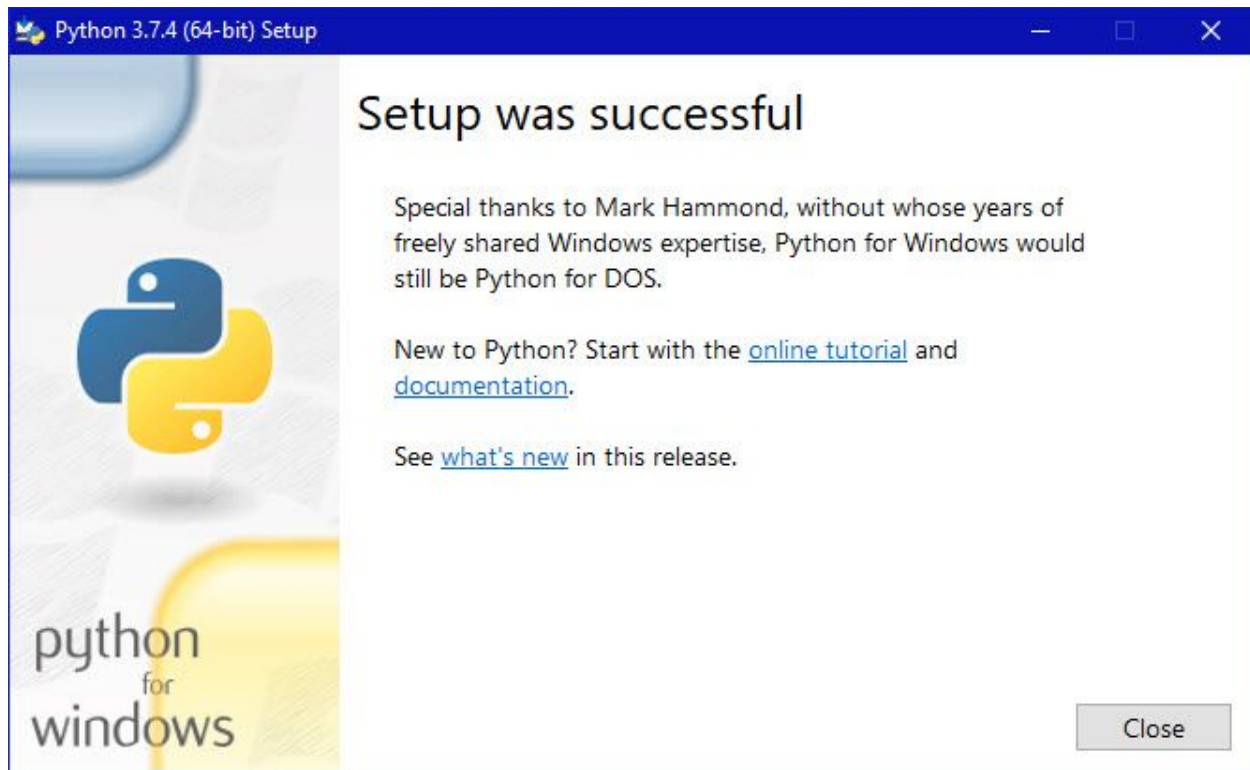 Python 3.7.4 (64-bit) Setup
Setup was successful
Special thanks to Mark Hammond, without whose years of
freely shared Windows expertise, Python for Windows would
still be Python for DOS.
New to Python? Start with the online tutorial and
documentation.
See what's new in this release.
python
for
windows
Close